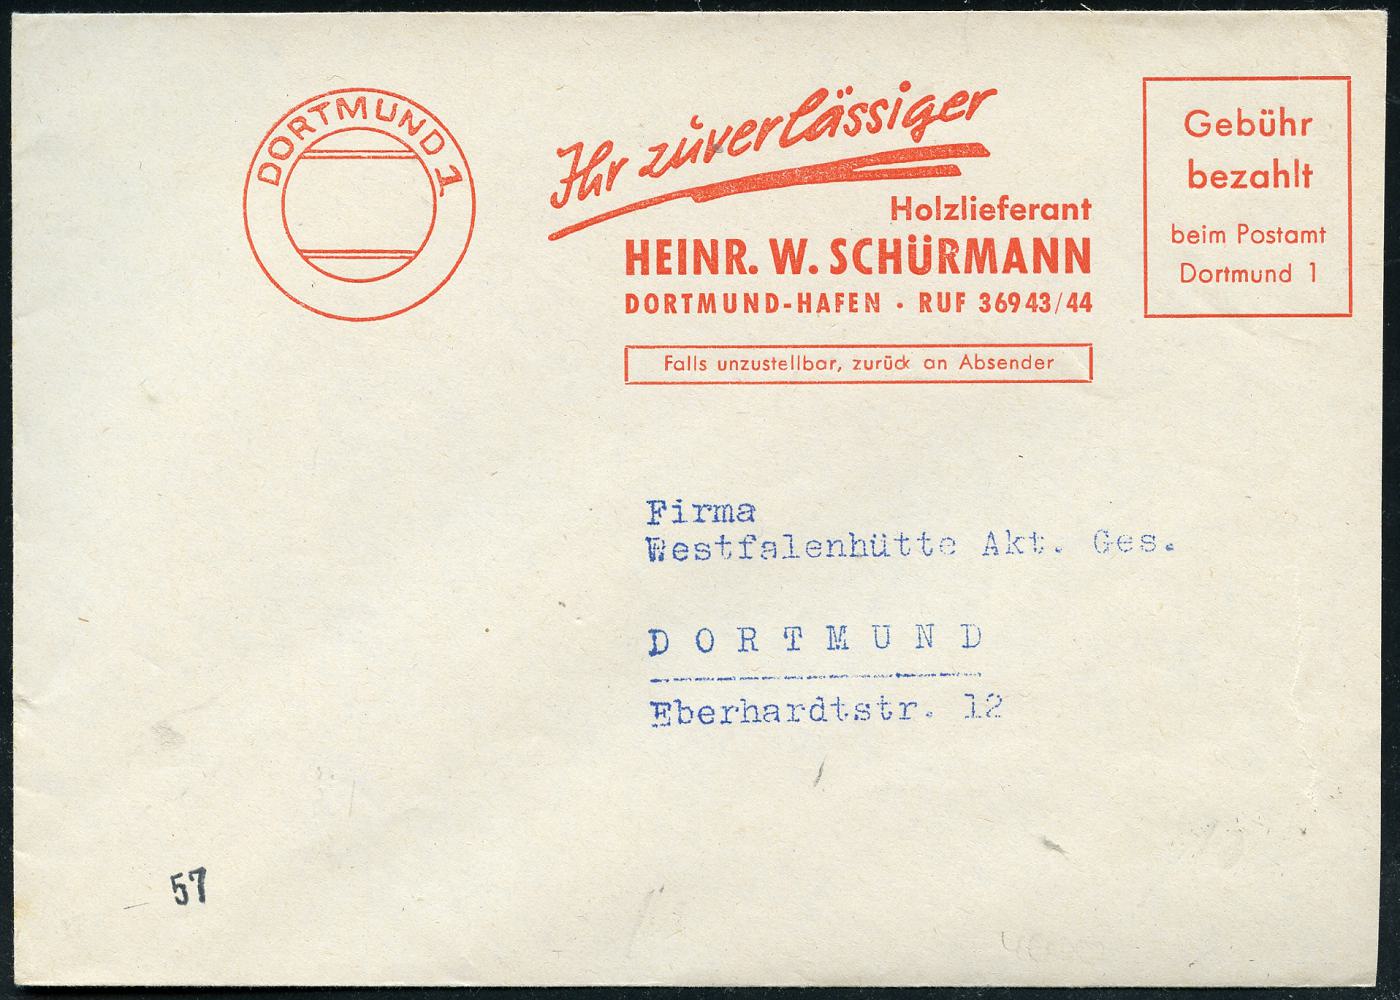 DORTMUND 1
Ihr zuverlässiger
Holzlieferant
HEINR. W. SCHÜRMANN
DORTMUND-HAFEN · RUF 36943/44
Falls unzustellbar, zurück an Absender
Gebühr
bezahlt
beim Postamt
Dortmund 1
Firma
Westfalenhütte Akt. Ges.
DORTMUND
Eberhardtstr. 12
57